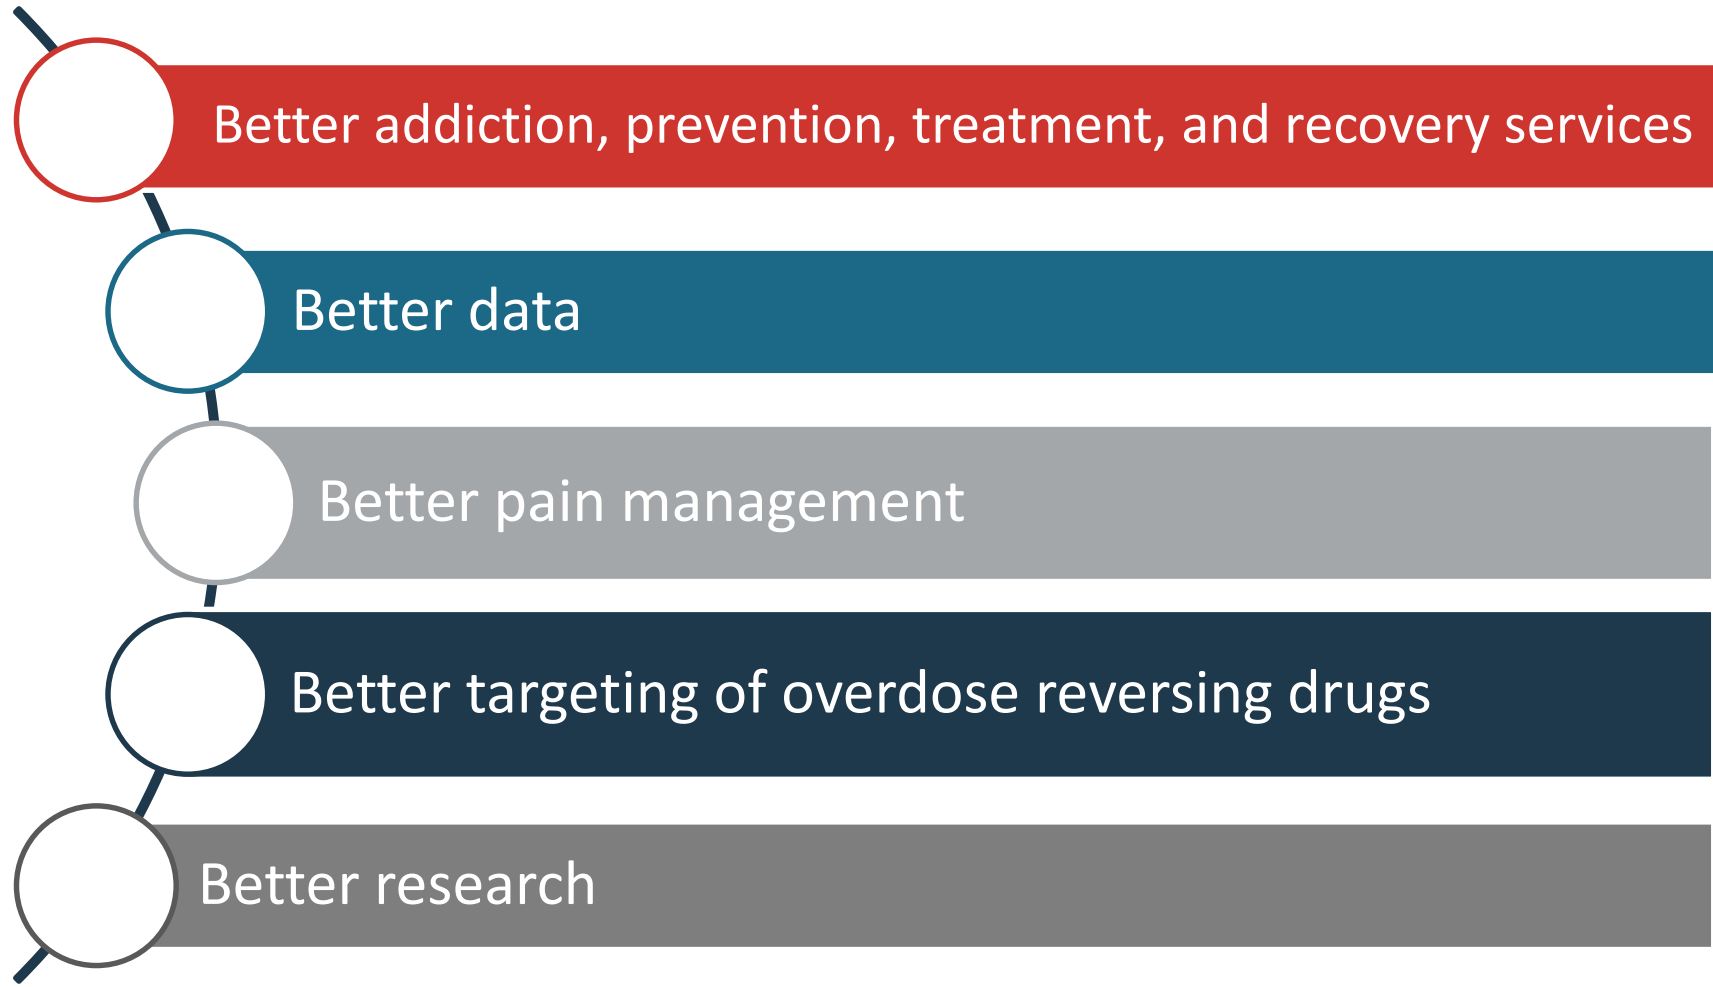 Better addiction, prevention, treatment, and recovery services
Better data
Better pain management
Better targeting of overdose reversing drugs
Better research